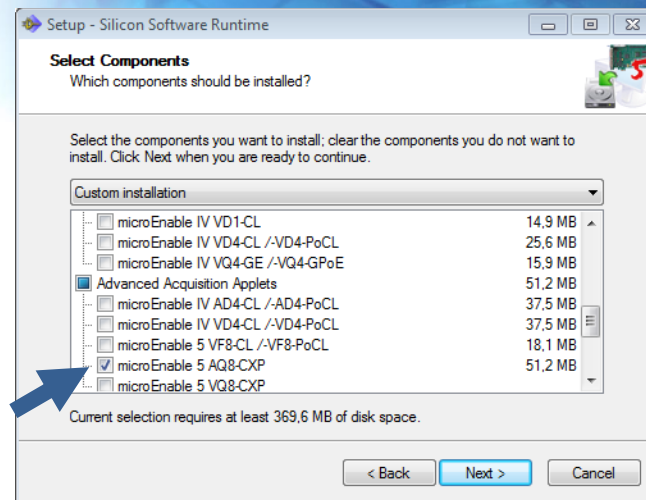 Setup - Silicon Software Runtime
Select Components
Which components should be installed?
Select the components you want to install; clear the components you do not want to
install. Click Next when you are ready to continue.
Custom installation
microEnable IV VD1-CL 14,9 MB
microEnable IV VD4-CL /-VD4-PoCL 25,6 MB
microEnable IV VQ4-GE /-VQ4-GPoE 15,9 MB
Advanced Acquisition Applets 51,2 MB
microEnable IV AD4-CL /-AD4-PoCL 37,5 MB
microEnable IV VD4-CL /-VD4-PoCL 37,5 MB
microEnable 5 VF8-CL /-VF8-PoCL 18,1 MB
microEnable 5 AQ8-CXP 51,2 MB
microEnable 5 VQ8-CXP
Current selection requires at least 369,6 MB of disk space.
< Back Next > Cancel